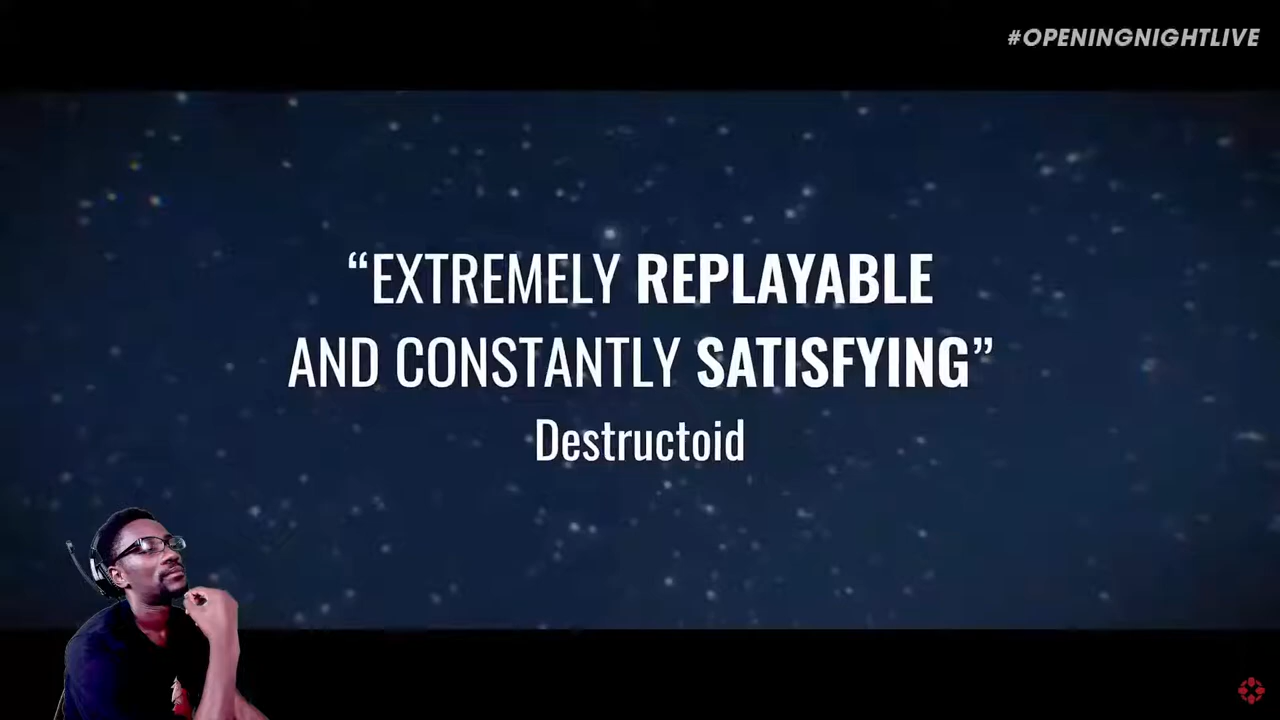 #OPENINGNIGHTLIVE
“EXTREMELY REPLAYABLE
AND CONSTANTLY SATISFYING”
Destructoid